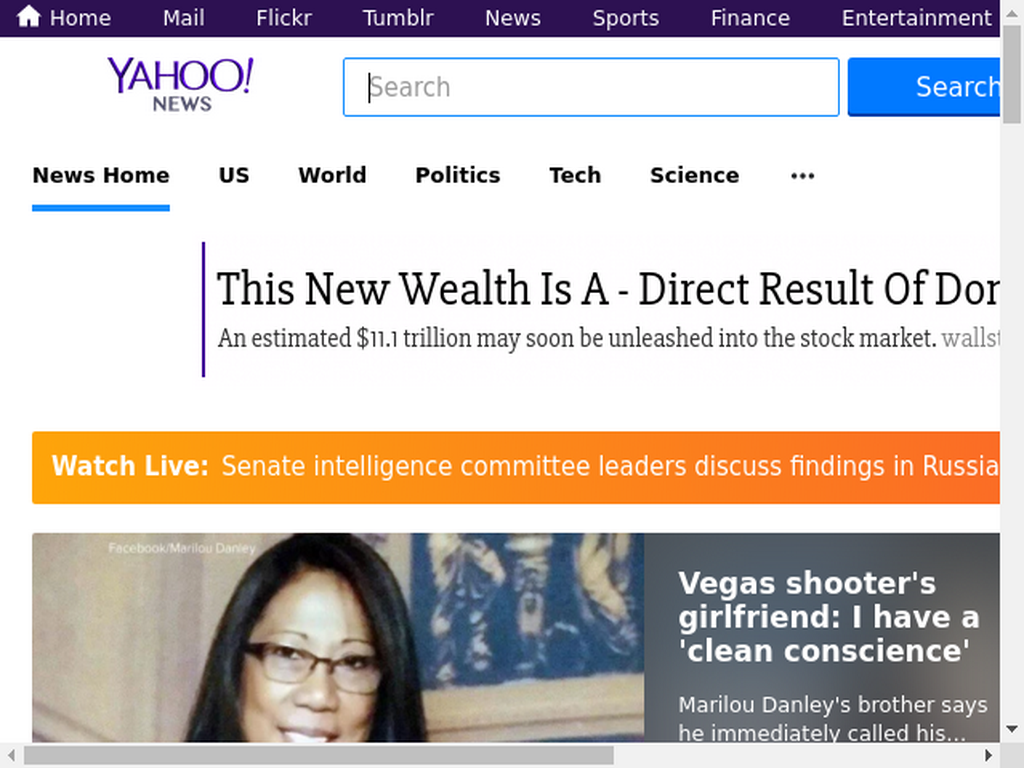 Home Mail Flickr Tumblr News Sports Finance Entertainment
YAHOO!
NEWS
Search
Search
News Home US World Politics Tech Science ...
This New Wealth Is A - Direct Result Of Don
An estimated $11.1 trillion may soon be unleashed into the stock market. wallst
Watch Live: Senate intelligence committee leaders discuss findings in Russia
Facebook/Marilou Danley
Vegas shooter's
girlfriend: I have a
'clean conscience'
Marilou Danley's brother says
he immediately called his...